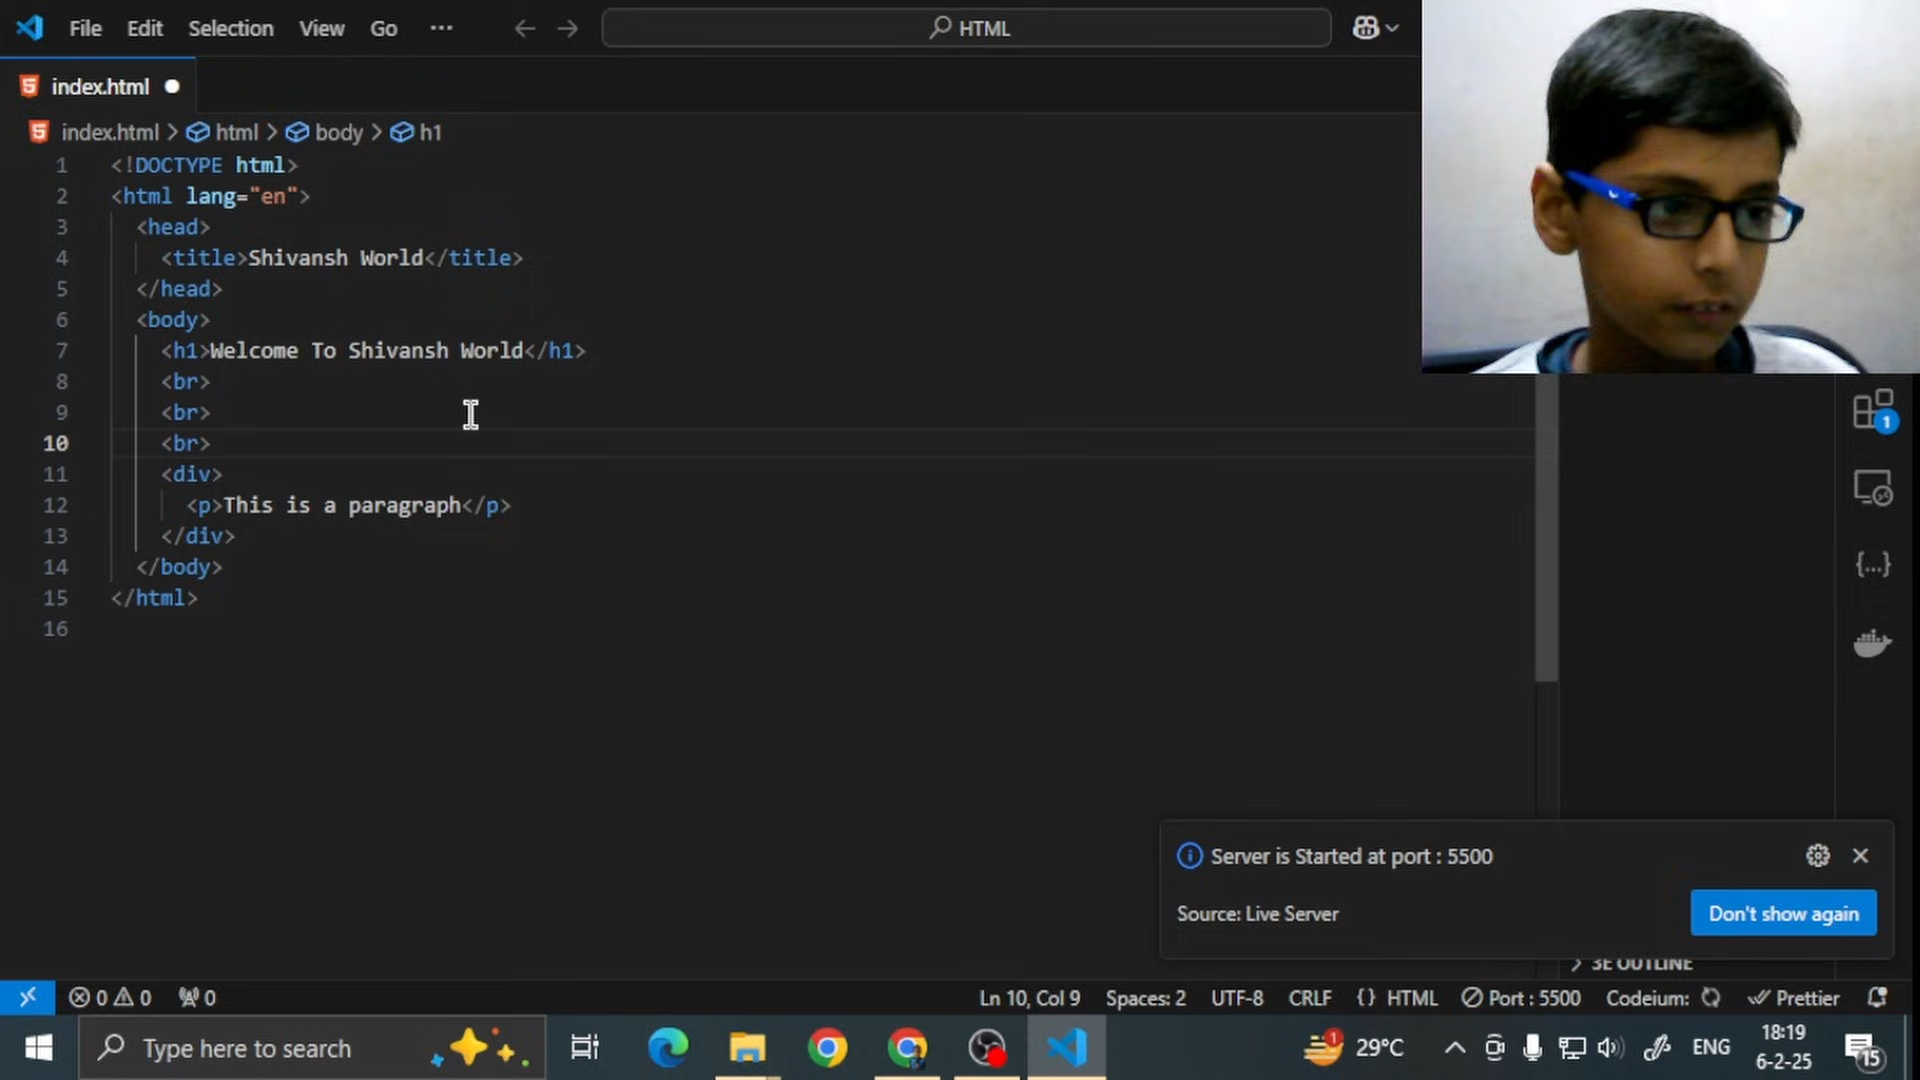 File Edit Selection View Go ··· HTML
index.html
index.html > html > body > h1
1 <!DOCTYPE html>
2 <html lang="en">
3 <head>
4 <title>Shivansh World</title>
5 </head>
6 <body>
7 <h1>Welcome To Shivansh World</h1>
8 <br>
9 <br>
10 <br>
11 <div>
12 <p>This is a paragraph</p>
13 </div>
14 </body>
15 </html>
16
1
{...}
Server is Started at port : 5500
Source: Live Server
Don't show again
> 3E OUTLINE
0 0 0 Ln 10, Col 9 Spaces: 2 UTF-8 CRLF {} HTML Port : 5500 Codeium: Prettier
Type here to search 1 29°C ENG 18:19
6-2-25 15